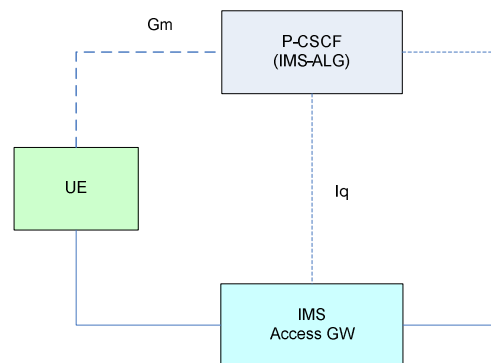 Gm
P-CSCF
(IMS-ALG)
UE
Iq
IMS
Access GW